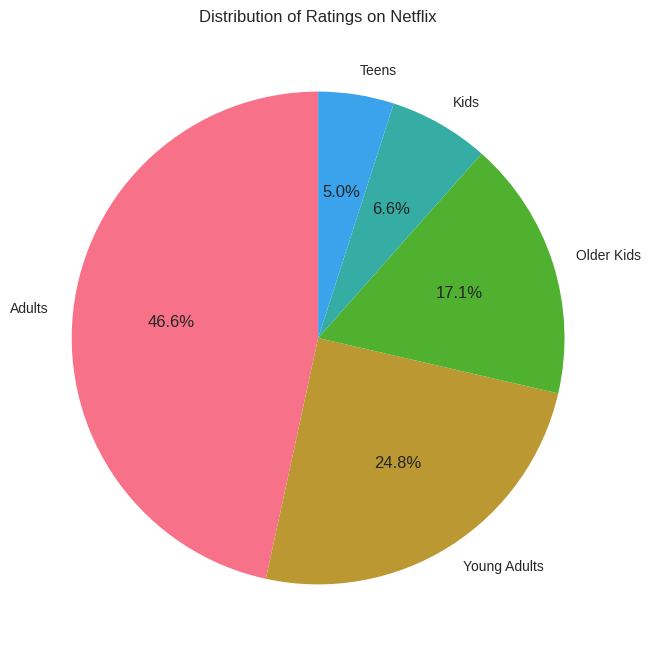 Distribution of Ratings on Netflix
Teens
Kids
5.0%
6.6%
Older Kids
17.1%
Adults
46.6%
24.8%
Young Adults